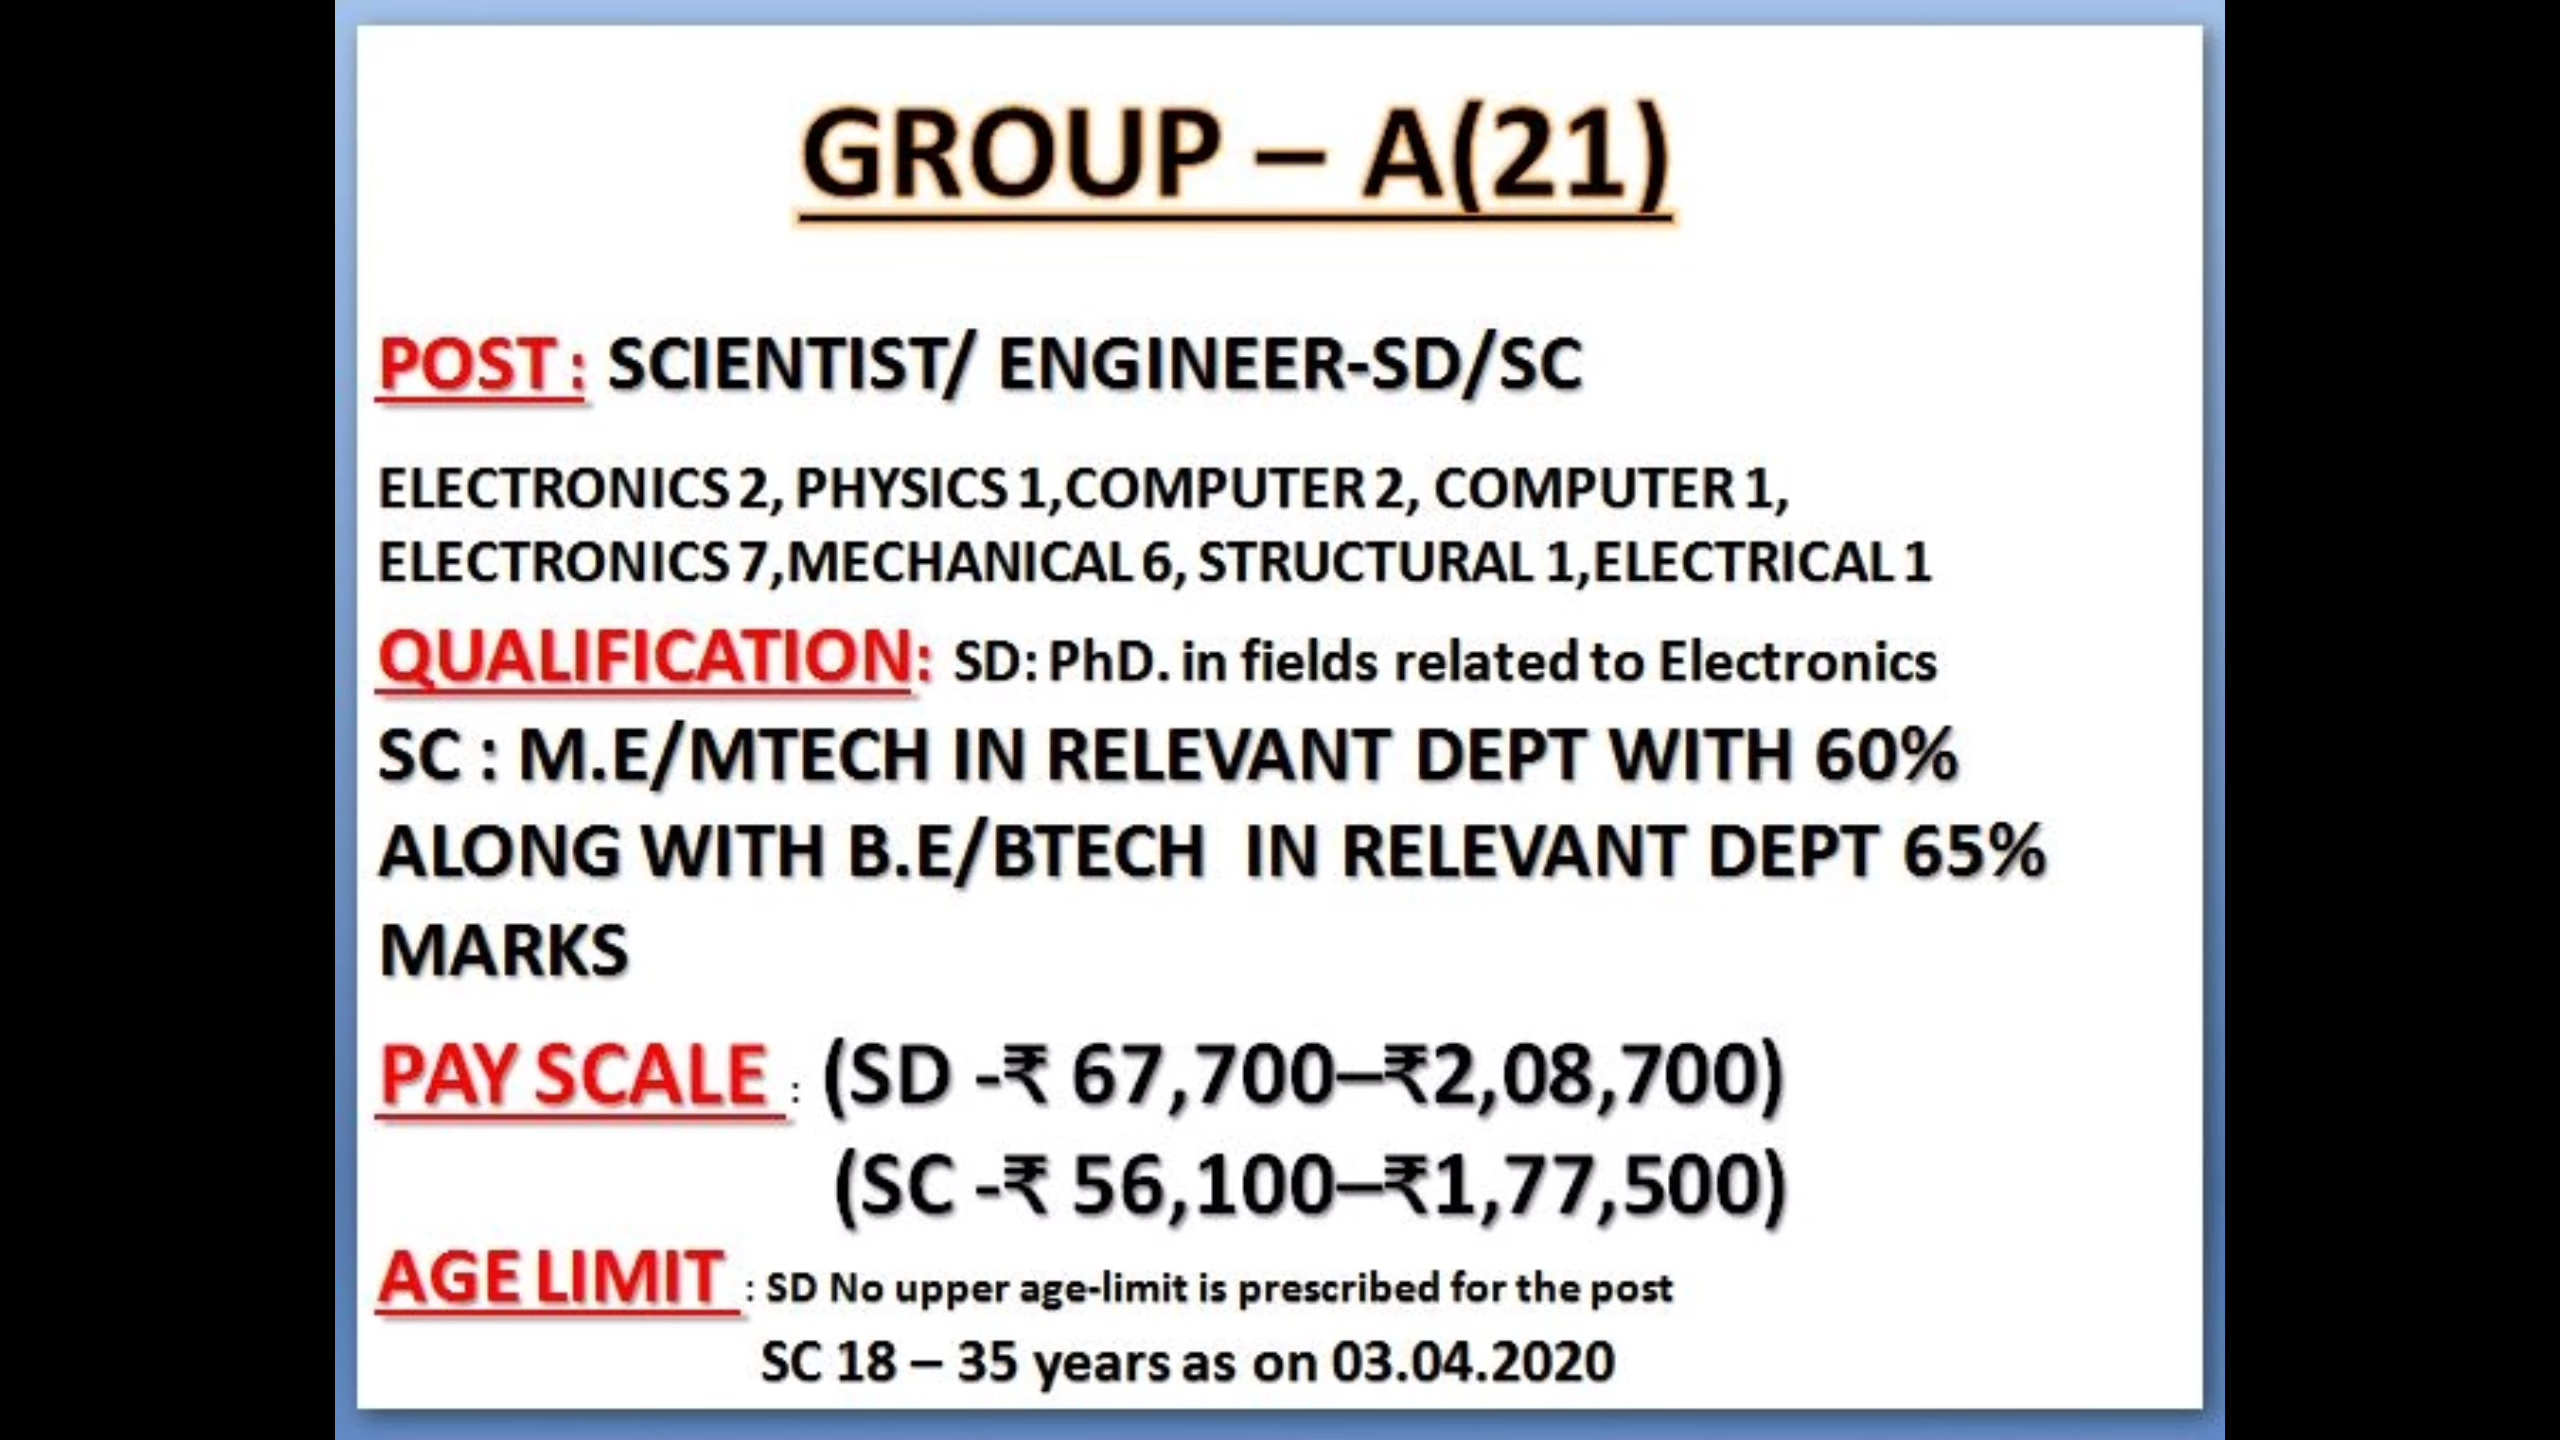 GROUP – A(21)
POST : SCIENTIST/ ENGINEER-SD/SC
ELECTRONICS 2, PHYSICS 1,COMPUTER 2, COMPUTER 1,
ELECTRONICS 7,MECHANICAL 6, STRUCTURAL 1,ELECTRICAL 1
QUALIFICATION: SD: PhD. in fields related to Electronics
SC : M.E/MTECH IN RELEVANT DEPT WITH 60%
ALONG WITH B.E/BTECH IN RELEVANT DEPT 65%
MARKS
PAY SCALE : (SD -₹ 67,700–₹2,08,700)
(SC -₹ 56,100–₹1,77,500)
AGE LIMIT : SD No upper age-limit is prescribed for the post
SC 18 – 35 years as on 03.04.2020